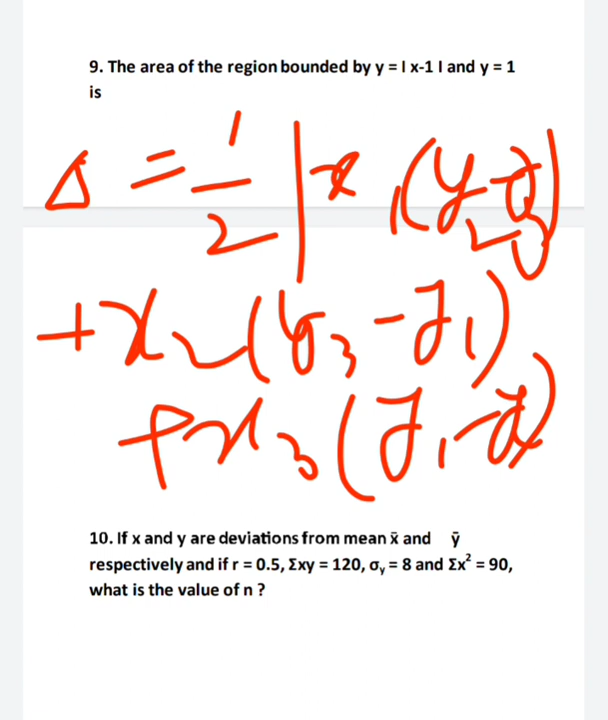 9. The area of the region bounded by y = I x-1 I and y = 1
is
Δ = 1/2 | x₁(y₂-y₃)
+x₂(y₃-y₁)
+x₃(y₁-y₂)
10. If x and y are deviations from mean x̄ and ȳ
respectively and if r = 0.5, Σxy = 120, σy = 8 and Σx² = 90,
what is the value of n ?